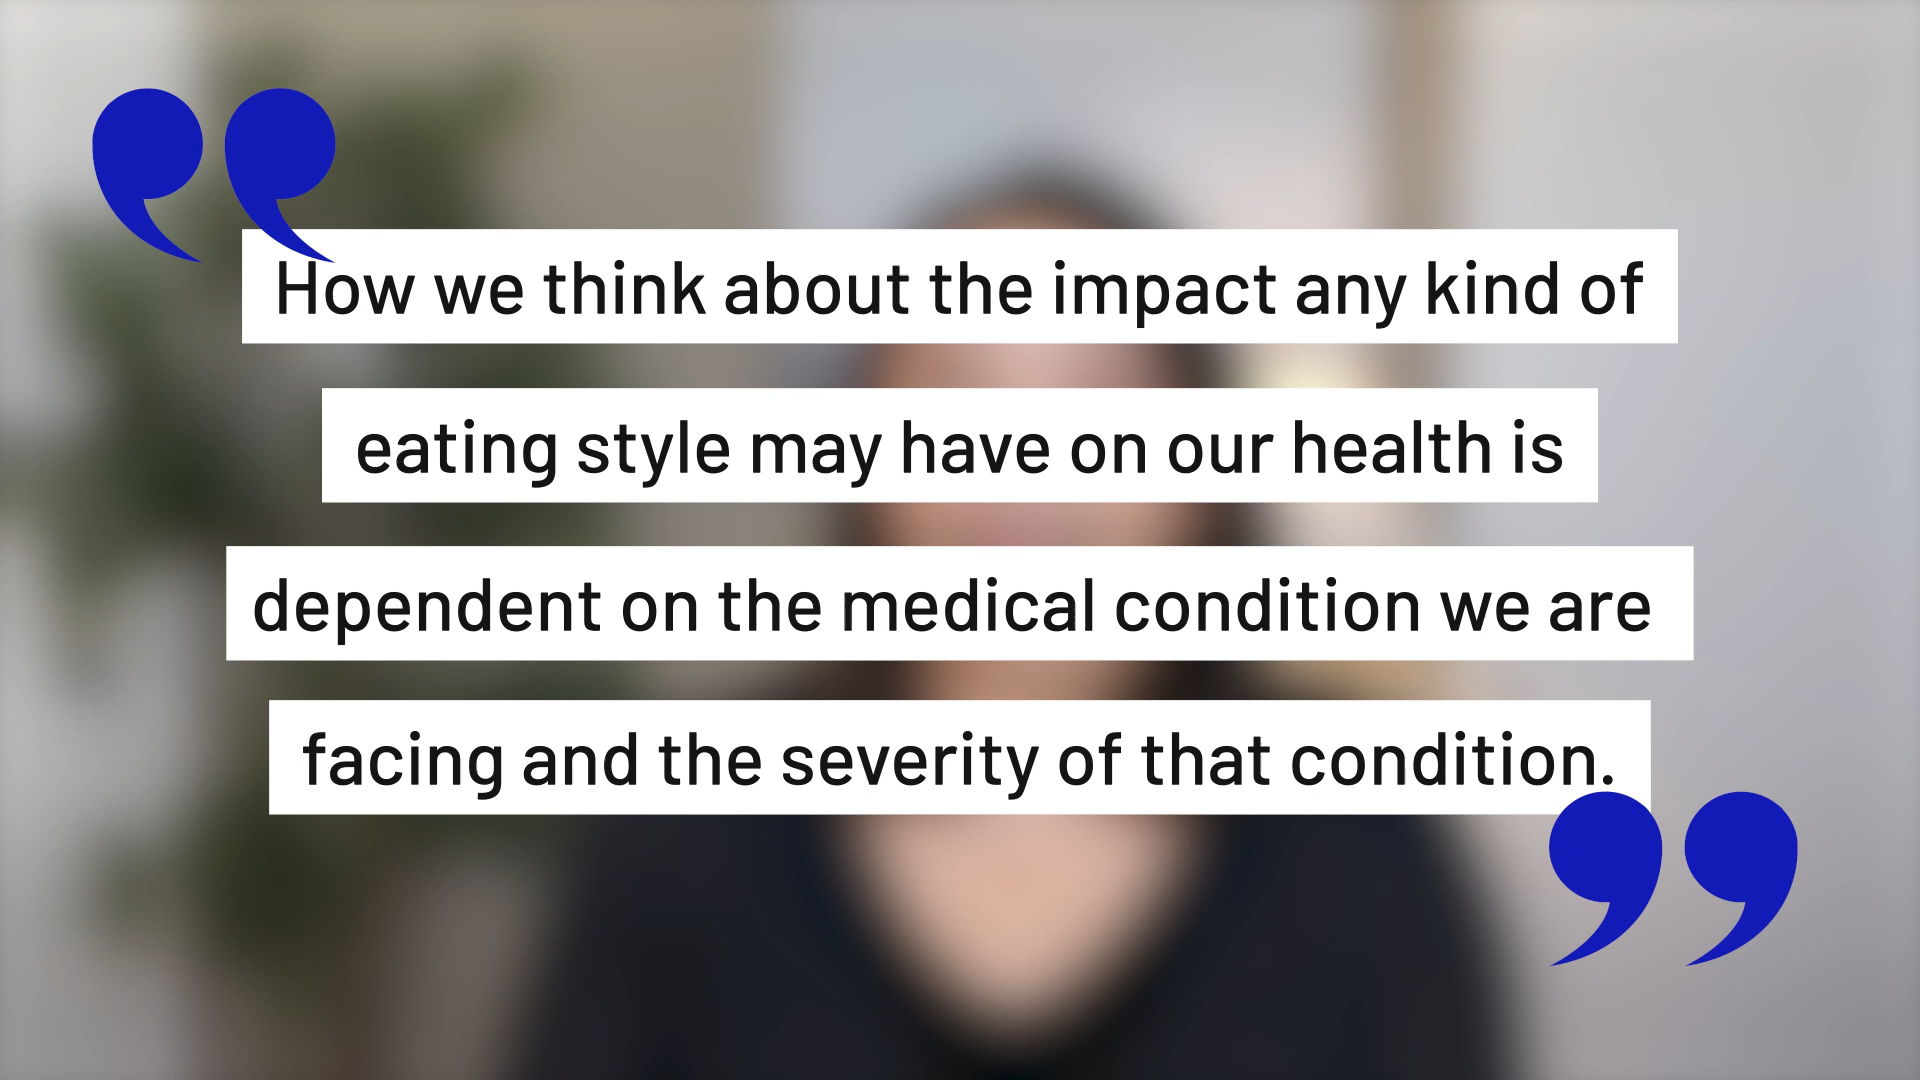 How we think about the impact any kind of
eating style may have on our health is
dependent on the medical condition we are
facing and the severity of that condition.